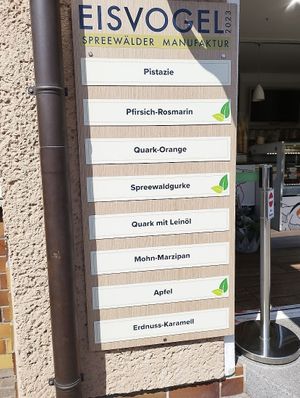 EISVOGEL 2023
SPREEWÄLDER MANUFAKTUR
Pistazie
Pfirsich-Rosmarin
Quark-Orange
Spreewaldgurke
Quark mit Leinöl
Mohn-Marzipan
Apfel
Erdnuss-Karamell